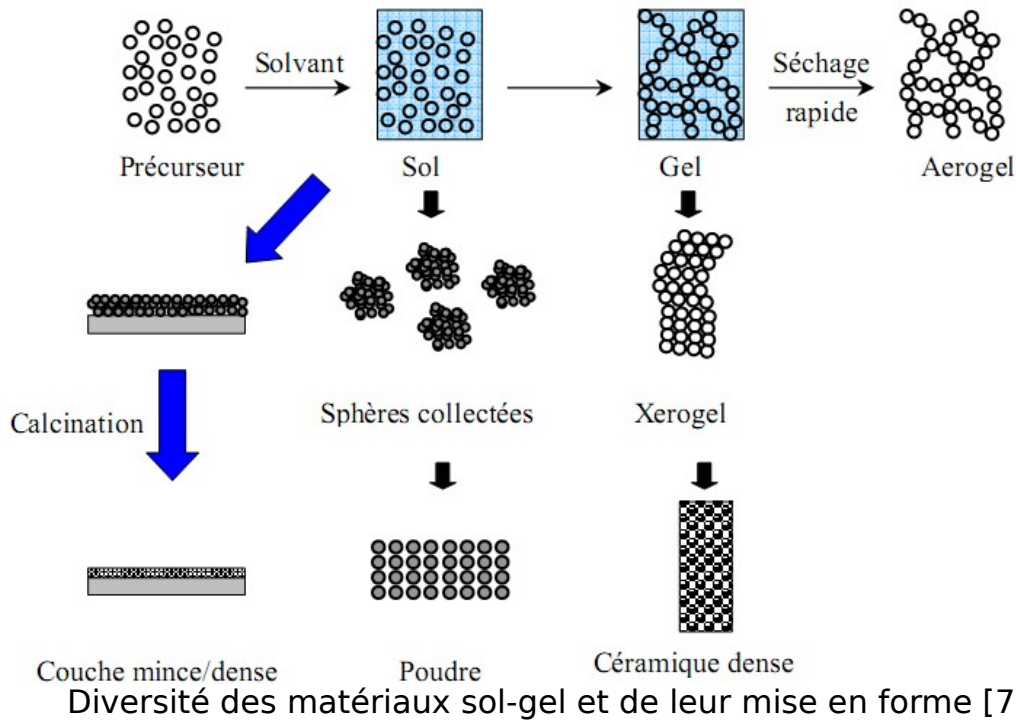 Solvant
Séchage
rapide
Précurseur
Sol
Gel
Aerogel
Calcination
Sphères collectées
Xerogel
Couche mince/dense
Poudre
Céramique dense
Diversité des matériaux sol-gel et de leur mise en forme [7